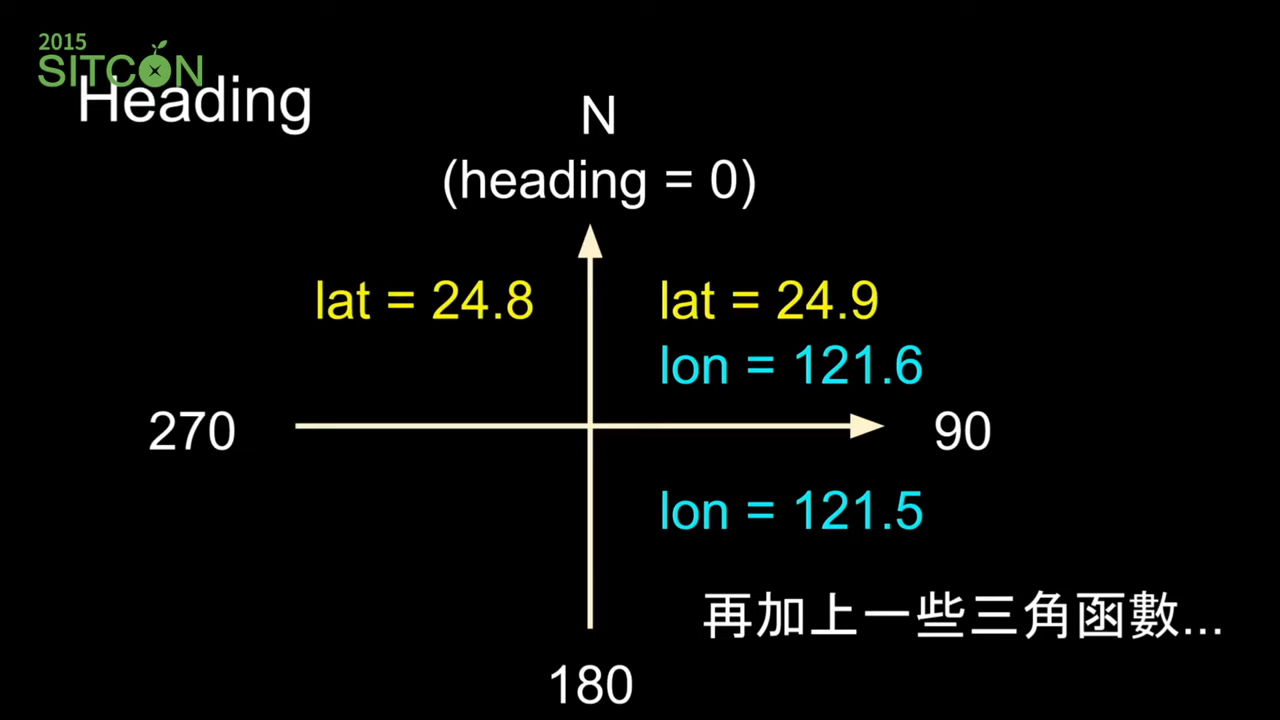 2015
SITCON
Heading
N
(heading = 0)
lat = 24.8
lat = 24.9
lon = 121.6
270
90
lon = 121.5
再加上一些三角函數...
180